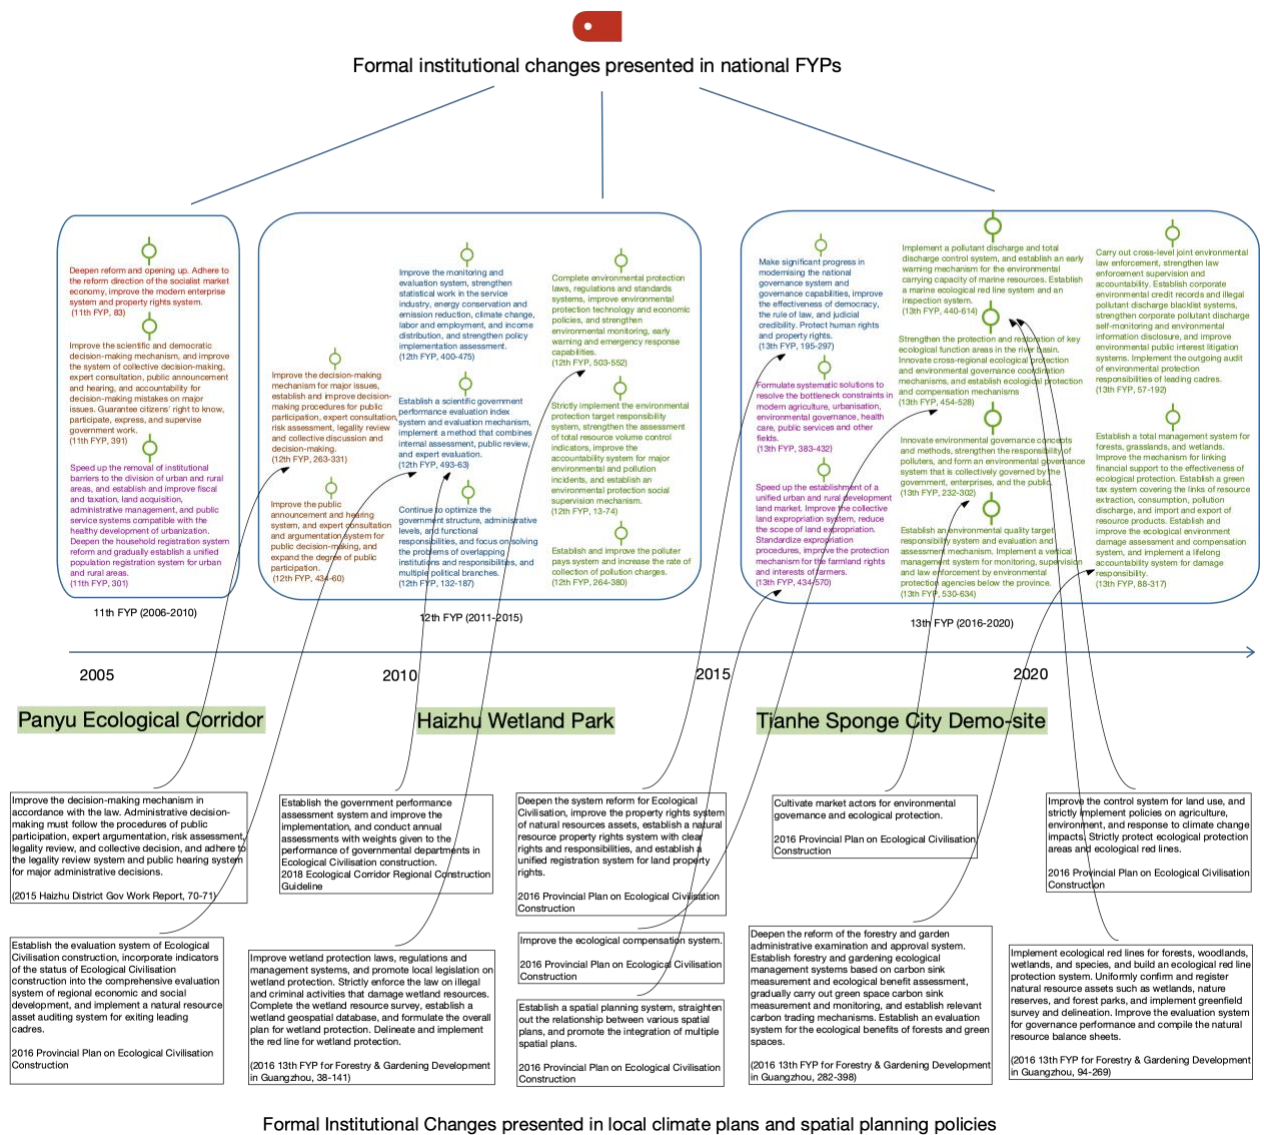 Formal institutional changes presented in national FYPs
Deepen reform and opening up. Adhere to
the reform direction of the socialist market
economy, improve the modern enterprise
system and property rights system.
(11th FYP, 83)
Improve the scientific and democratic
decision-making mechanism, and improve
the system of collective decision-making,
expert consultation, public announcement
and hearing, and accountability for
decision-making mistakes on major
issues. Guarantee citizens' right to know,
participate, express, and supervise
government work.
(11th FYP, 391)
Speed up the removal of institutional
barriers to the division of urban and rural
areas, and establish and improve fiscal
and taxation, land acquisition,
administrative management, and public
service systems compatible with the
healthy development of urbanization.
Deepen the household registration system
reform and gradually establish a unified
population registration system for urban
and rural areas.
(11th FYP, 301)
11th FYP (2006-2010)
Improve the decision-making
mechanism for major issues,
establish and improve decision-
making procedures for public
participation, expert consultation,
risk assessment, legality review
and collective discussion and
decision-making.
(12th FYP, 263-331)
Improve the public
announcement and hearing
system, and expert consultation
and argumentation system for
public decision-making, and
expand the degree of public
participation.
(12th FYP, 434-60)
Improve the monitoring and
evaluation system, strengthen
statistical work in the service
industry, energy conservation and
emission reduction, climate change,
labor and employment, and income
distribution, and strengthen policy
implementation assessment.
(12th FYP, 400-475)
Establish a scientific government
performance evaluation index
system and evaluation mechanism,
implement a method that combines
internal assessment, public review,
and expert evaluation.
(12th FYP, 493-63)
Continue to optimize the
government structure, administrative
levels, and functional
responsibilities, and focus on solving
the problems of overlapping
institutions and responsibilities, and
multiple political branches.
(12th FYP, 132-187)
Complete environmental protection
laws, regulations and standards
systems, improve environmental
protection technology and economic
policies, and strengthen
environmental monitoring, early
warning and emergency response
capabilities.
(12th FYP, 503-552)
Strictly implement the environmental
protection target responsibility
system, strengthen the assessment
of total resource volume control
indicators, improve the
accountability system for major
environmental and pollution
incidents, and establish an
environmental protection social
supervision mechanism.
(12th FYP, 13-74)
Establish and improve the polluter
pays system and increase the rate of
collection of pollution charges.
(12th FYP, 264-380)
12th FYP (2011-2015)
Make significant progress in
modernising the national
governance system and
governance capabilities, improve
the effectiveness of democracy,
the rule of law, and judicial
credibility. Protect human rights
and property rights.
(13th FYP, 195-297)
Formulate systematic solutions to
resolve the bottleneck constraints in
modern agriculture, urbanisation,
environmental governance, health
care, public services and other
fields.
(13th FYP, 383-432)
Speed up the establishment of a
unified urban and rural development
land market. Improve the collective
land expropriation system, reduce
the scope of land expropriation.
Standardize expropriation
procedures, improve the protection
mechanism for the farmland rights
and interests of farmers.
(13th FYP, 434-570)
Implement a pollutant discharge and total
discharge control system, and establish an early
warning mechanism for the environmental
carrying capacity of marine resources. Establish
a marine ecological red line system and an
inspection system.
(13th FYP, 440-614)
Strengthen the protection and restoration of key
ecological function areas in the river basin.
Innovate cross-regional ecological protection
and environmental governance coordination
mechanisms, and establish ecological protection
and compensation mechanisms
(13th FYP, 454-528)
Innovate environmental governance concepts
and methods, strengthen the responsibility of
polluters, and form an environmental governance
system that is collectively governed by the
government, enterprises, and the public.
(13th FYP, 232-302)
Establish an environmental quality target
responsibility system and evaluation and
assessment mechanism. Implement a vertical
management system for monitoring, supervision
and law enforcement by environmental
protection agencies below the province.
(13th FYP, 530-634)
Carry out cross-level joint environmental
law enforcement, strengthen law
enforcement supervision and
accountability. Establish corporate
environmental credit records and illegal
pollutant discharge blacklist systems,
strengthen corporate pollutant discharge
self-monitoring and environmental
information disclosure, and improve
environmental public interest litigation
systems. Implement the outgoing audit
of environmental protection
responsibilities of leading cadres.
(13th FYP, 57-192)
Establish a total management system for
forests, grasslands, and wetlands.
Improve the mechanism for linking
financial support to the effectiveness of
ecological protection. Establish a green
tax system covering the links of resource
extraction, consumption, pollution
discharge, and import and export of
resource products. Establish and
improve the ecological environment
damage assessment and compensation
system, and implement a lifelong
accountability system for damage
responsibility.
(13th FYP, 88-317)
13th FYP (2016-2020)
2005
2010
2015
2020
Panyu Ecological Corridor
Haizhu Wetland Park
Tianhe Sponge City Demo-site
Improve the decision-making mechanism in
accordance with the law. Administrative decision-
making must follow the procedures of public
participation, expert argumentation, risk assessment,
legality review, and collective decision, and adhere to
the legality review system and public hearing system
for major administrative decisions.
(2015 Haizhu District Gov Work Report, 70-71)
Establish the evaluation system of Ecological
Civilisation construction, incorporate indicators
of the status of Ecological Civilisation
construction into the comprehensive evaluation
system of regional economic and social
development, and implement a natural resource
asset auditing system for exiting leading
cadres.
2016 Provincial Plan on Ecological Civilisation
Construction
Establish the government performance
assessment system and improve the
implementation, and conduct annual
assessments with weights given to the
performance of governmental departments in
Ecological Civilisation construction.
2018 Ecological Corridor Regional Construction
Guideline
Improve wetland protection laws, regulations and
management systems, and promote local legislation on
wetland protection. Strictly enforce the law on illegal
and criminal activities that damage wetland resources.
Complete the wetland resource survey, establish a
wetland geospatial database, and formulate the overall
plan for wetland protection. Delineate and implement
the red line for wetland protection.
(2016 13th FYP for Forestry & Gardening Development
in Guangzhou, 38-141)
Deepen the system reform for Ecological
Civilisation, improve the property rights system
of natural resources assets, establish a natural
resource property rights system with clear
rights and responsibilities, and establish a
unified registration system for land property
rights.
2016 Provincial Plan on Ecological Civilisation
Construction
Improve the ecological compensation system.
2016 Provincial Plan on Ecological Civilisation
Construction
Establish a spatial planning system, straighten
out the relationship between various spatial
plans, and promote the integration of multiple
spatial plans.
2016 Provincial Plan on Ecological Civilisation
Construction
Cultivate market actors for environmental
governance and ecological protection.
2016 Provincial Plan on Ecological Civilisation
Construction
Deepen the reform of the forestry and garden
administrative examination and approval system.
Establish forestry and gardening ecological
management systems based on carbon sink
measurement and ecological benefit assessment,
gradually carry out green space carbon sink
measurement and monitoring, and establish relevant
carbon trading mechanisms. Establish an evaluation
system for the ecological benefits of forests and green
spaces.
(2016 13th FYP for Forestry & Gardening Development
in Guangzhou, 282-398)
Improve the control system for land use, and
strictly implement policies on agriculture,
environment, and response to climate change
impacts. Strictly protect ecological protection
areas and ecological red lines.
2016 Provincial Plan on Ecological Civilisation
Construction
Implement ecological red lines for forests, woodlands,
wetlands, and species, and build an ecological red line
protection system. Uniformly confirm and register
natural resource assets such as wetlands, nature
reserves, and forest parks, and implement greenfield
survey and delineation. Improve the evaluation system
for governance performance and compile the natural
resource balance sheets.
(2016 13th FYP for Forestry & Gardening Development
in Guangzhou, 94-269)
Formal Institutional Changes presented in local climate plans and spatial planning policies